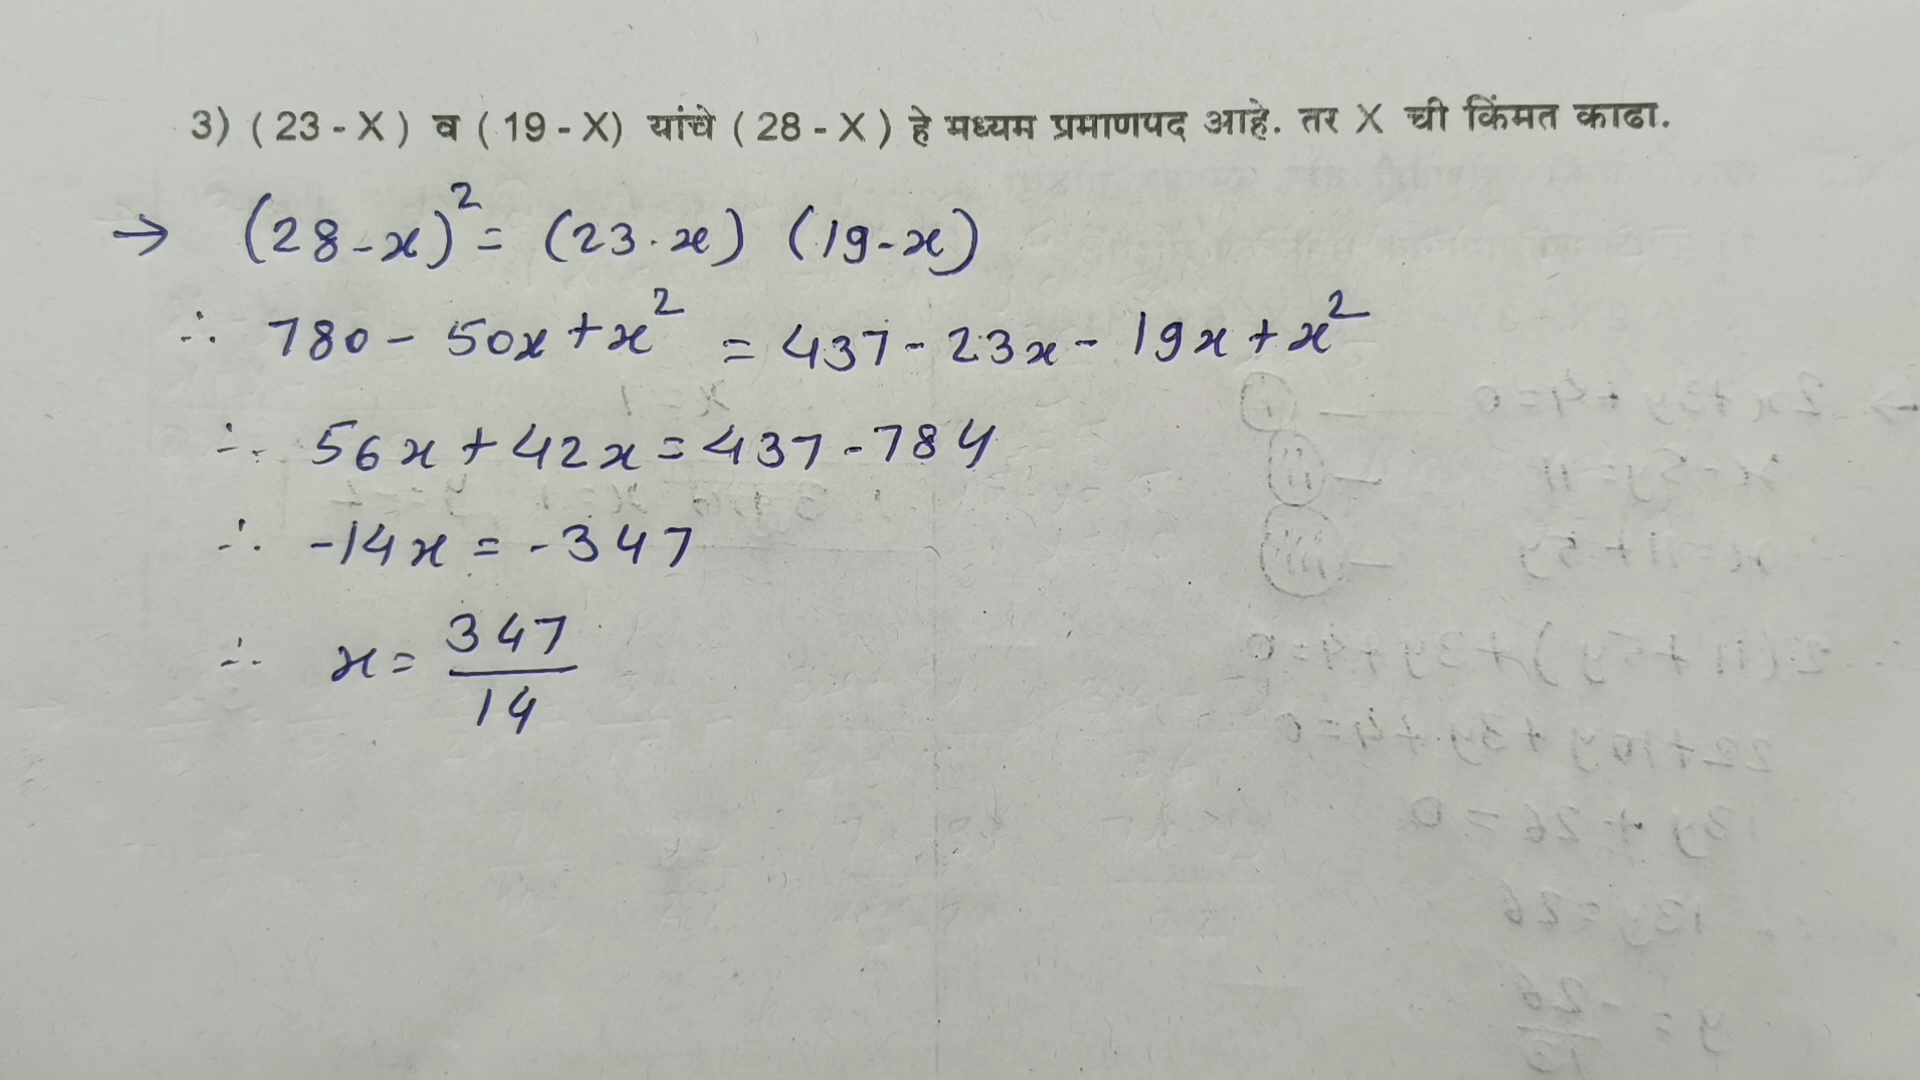 3) ( 23 - X ) व ( 19 - X) यांचे ( 28 - X ) हे मध्यम प्रमाणपद आहे. तर X ची किंमत काढा.
→ (28-x)² = (23-x) (19-x)
∴ 780 - 50x + x² = 437 - 23x - 19x + x²
∴ 56x + 42x = 437 - 784
∴ -14x = -347
∴ x = 347/14